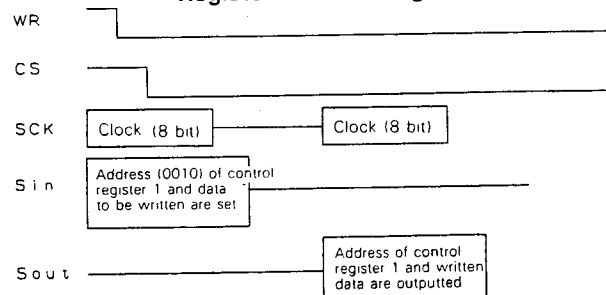 WR
CS
SCK
Clock (8 bit)
Clock (8 bit)
Sin
Address (0010) of control
register 1 and data
to be written are set
Sout
Address of control
register 1 and written
data are outputted